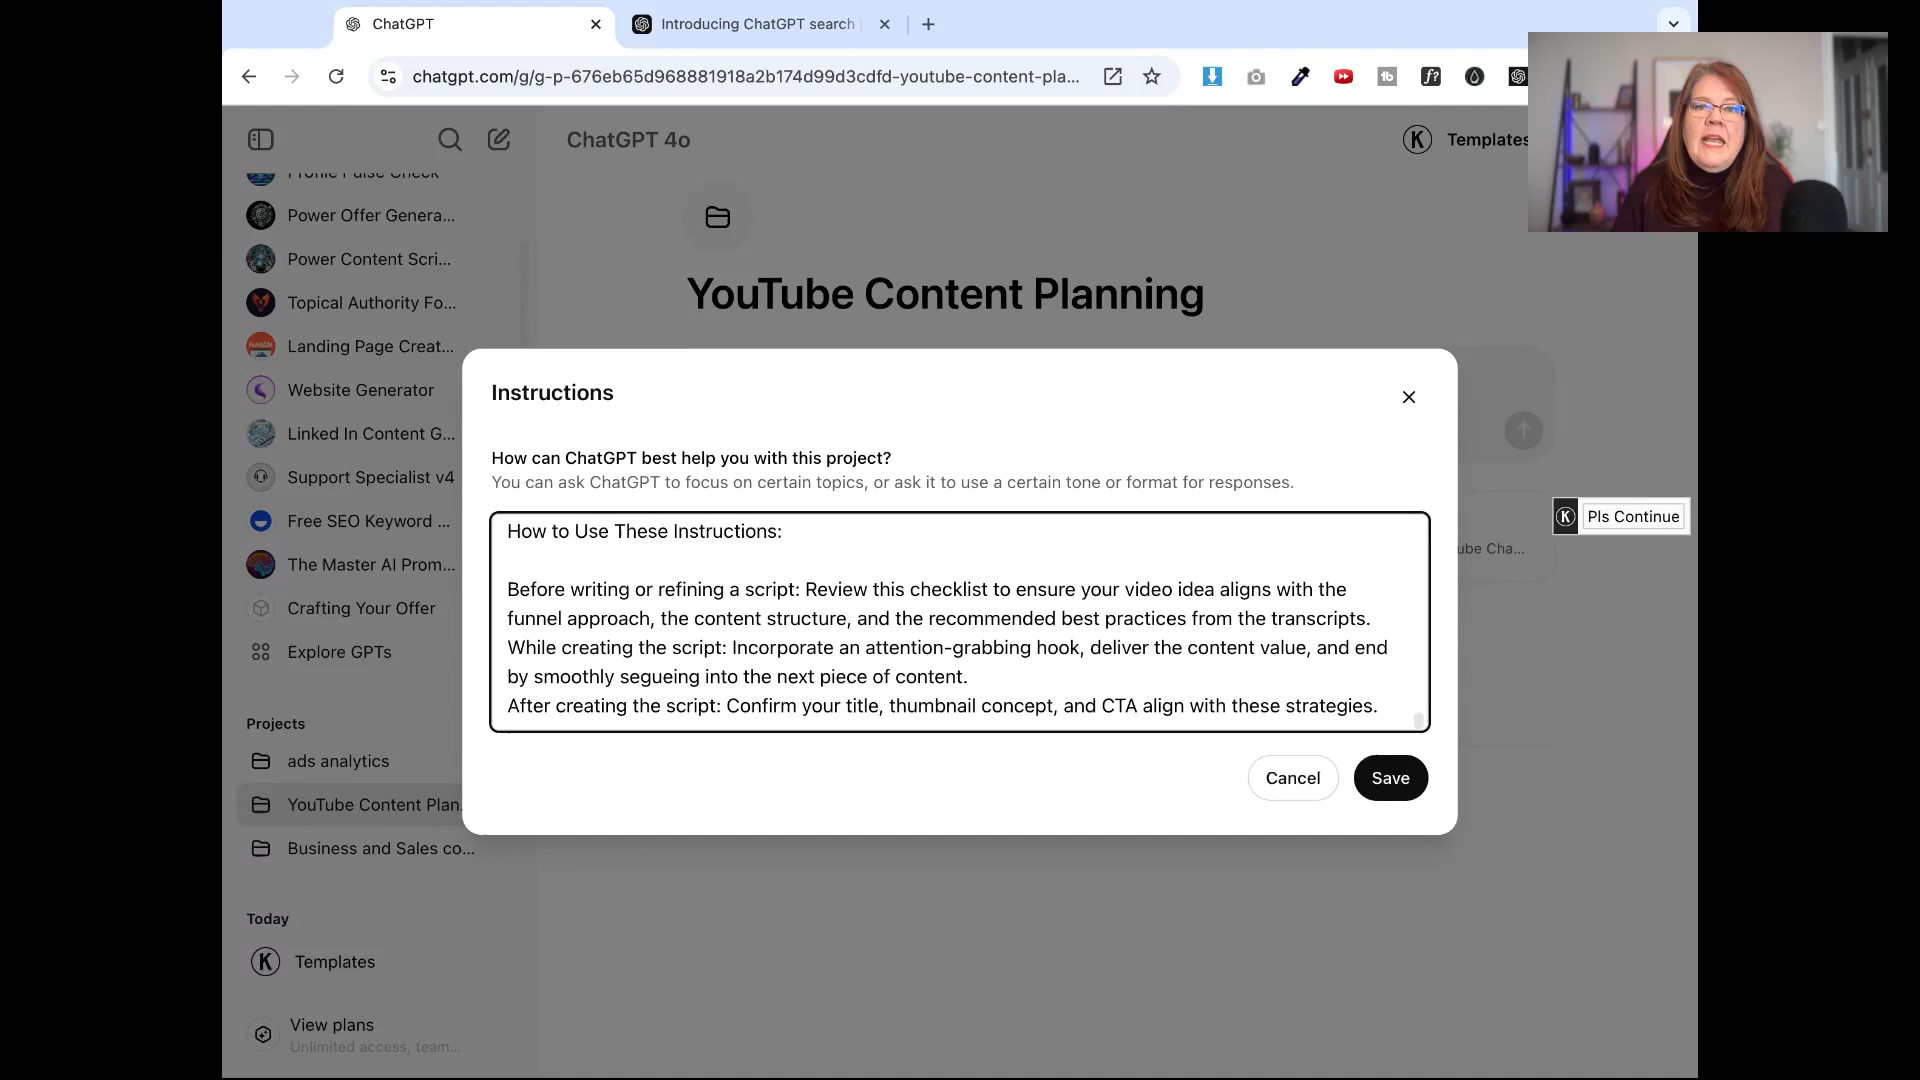 ChatGPT
Introducing ChatGPT search
chatgpt.com/g/g-p-676eb65d968881918a2b174d99d3cdfd-youtube-content-pla...
ChatGPT 4o
Templates
Profile Pulse Check
Power Offer Genera...
Power Content Scri...
Topical Authority Fo...
Landing Page Creat...
Website Generator
Linked In Content G...
Support Specialist v4
Free SEO Keyword ...
The Master AI Prom...
Crafting Your Offer
Explore GPTs
Projects
ads analytics
YouTube Content Plan
Business and Sales co...
Today
Templates
View plans
Unlimited access, team...
YouTube Content Planning
Instructions
How can ChatGPT best help you with this project?
You can ask ChatGPT to focus on certain topics, or ask it to use a certain tone or format for responses.
How to Use These Instructions:
Before writing or refining a script: Review this checklist to ensure your video idea aligns with the
funnel approach, the content structure, and the recommended best practices from the transcripts.
While creating the script: Incorporate an attention-grabbing hook, deliver the content value, and end
by smoothly segueing into the next piece of content.
After creating the script: Confirm your title, thumbnail concept, and CTA align with these strategies.
Cancel
Save
K Pls Continue
ube Cha...